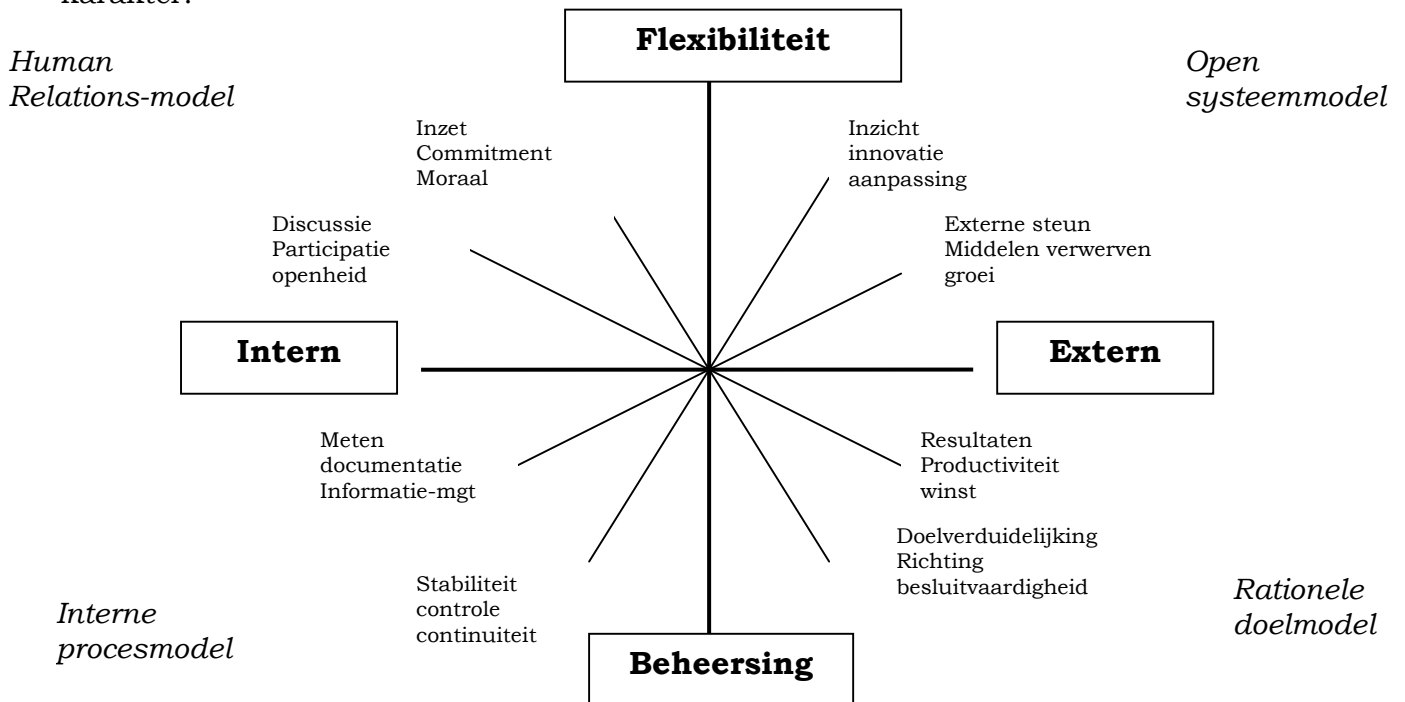 karakter.
Flexibiliteit
Human
Relations-model
Open
systeemmodel
Inzet
Commitment
Moraal
Inzicht
innovatie
aanpassing
Discussie
Participatie
openheid
Externe steun
Middelen verwerven
groei
Intern
Extern
Meten
documentatie
Informatie-mgt
Resultaten
Productiviteit
winst
Doelverduidelijking
Richting
besluitvaardigheid
Stabiliteit
controle
continuiteit
Interne
procesmodel
Rationele
doelmodel
Beheersing